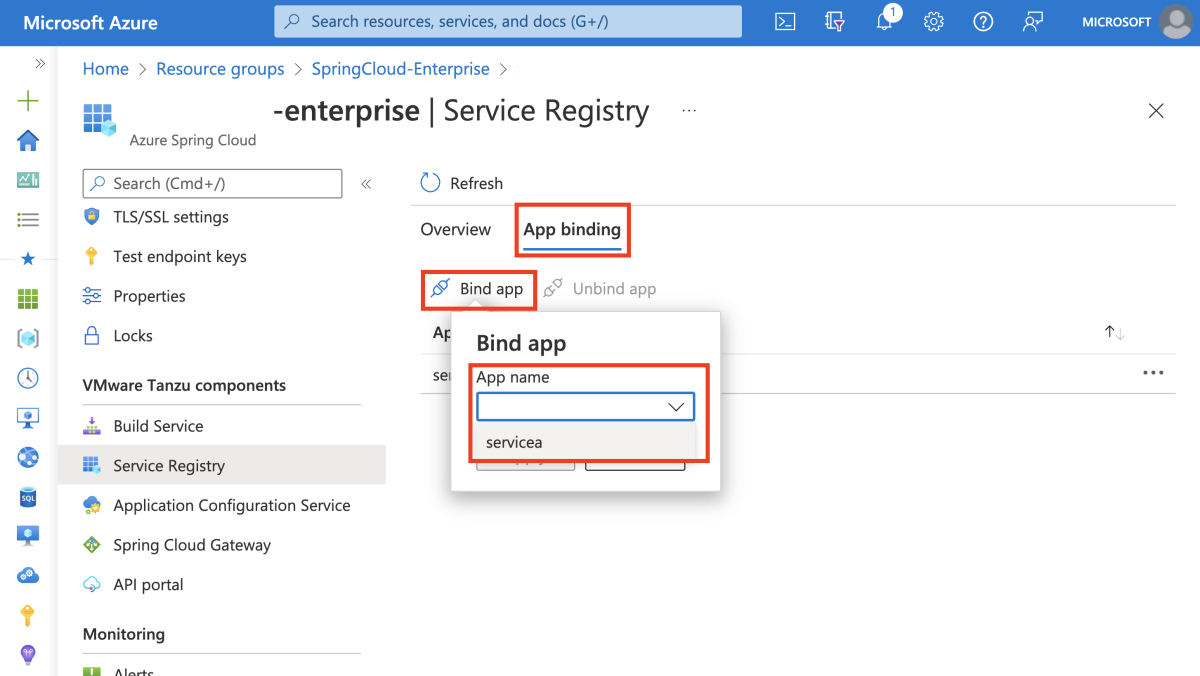 Microsoft Azure
Search resources, services, and docs (G+/)
1
MICROSOFT
Home > Resource groups > SpringCloud-Enterprise >
-enterprise | Service Registry ...
Azure Spring Cloud
Search (Cmd+/)
Refresh
TLS/SSL settings
Overview
App binding
Test endpoint keys
Bind app
Unbind app
Properties
Locks
Bind app
App name
servicea
VMware Tanzu components
Build Service
Service Registry
Application Configuration Service
Spring Cloud Gateway
API portal
Monitoring
Alerts
SQL